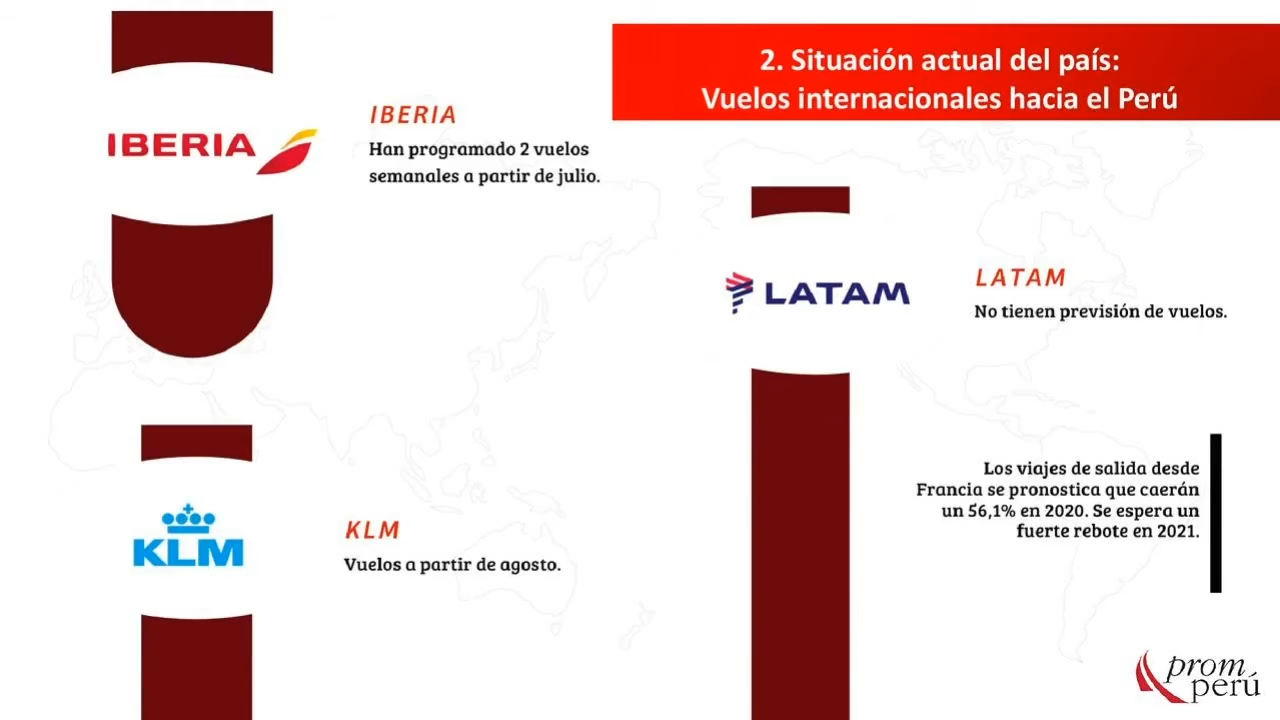 2. Situación actual del país:
Vuelos internacionales hacia el Perú
IBERIA
IBERIA
Han programado 2 vuelos
semanales a partir de julio.
LATAM
LATAM
No tienen previsión de vuelos.
KLM
KLM
Vuelos a partir de agosto.
Los viajes de salida desde
Francia se pronostica que caerán
un 56,1% en 2020. Se espera un
fuerte rebote en 2021.
prom
perú